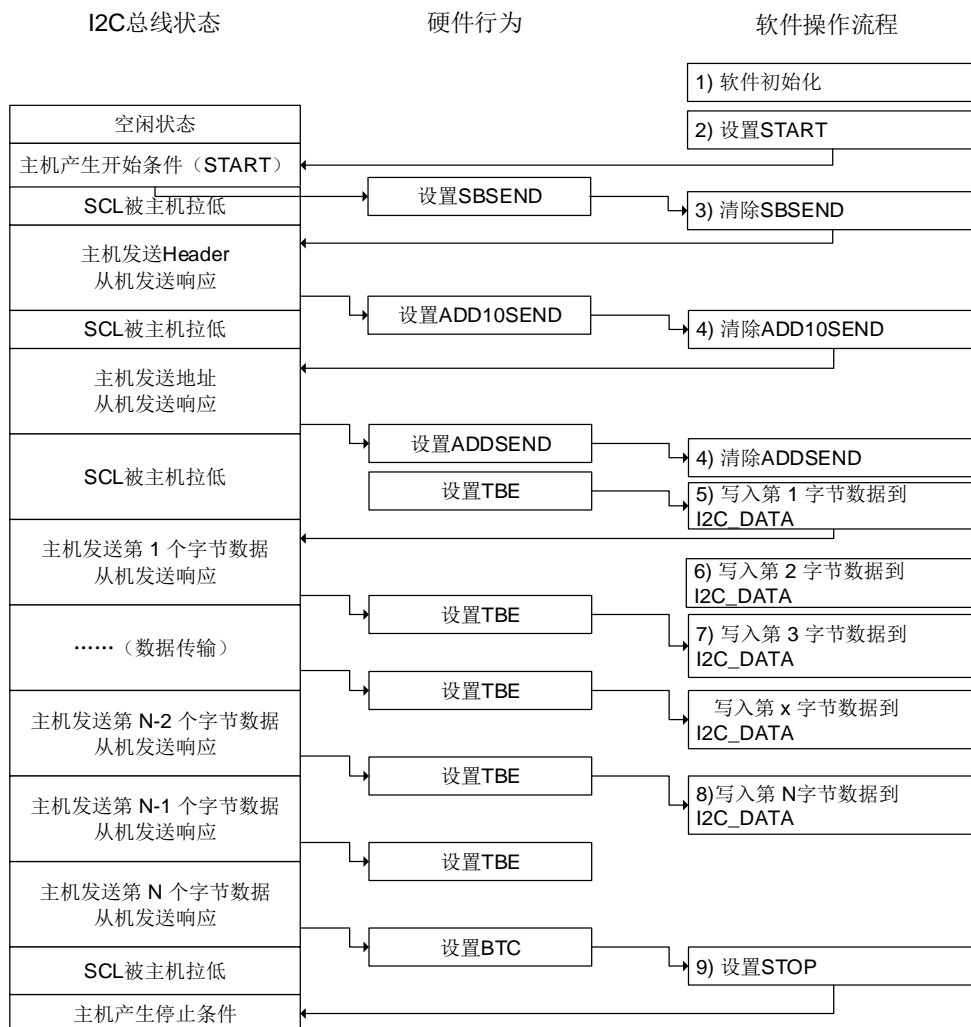 I2C总线状态
硬件行为
软件操作流程
1) 软件初始化
空闲状态
2) 设置START
主机产生开始条件（START）
设置SBSEND
SCL被主机拉低
3) 清除SBSEND
主机发送Header
从机发送响应
设置ADD10SEND
SCL被主机拉低
4) 清除ADD10SEND
主机发送地址
从机发送响应
设置ADDSEND
4) 清除ADDSEND
SCL被主机拉低
设置TBE
5) 写入第 1 字节数据到
I2C_DATA
主机发送第 1 个字节数据
从机发送响应
6) 写入第 2 字节数据到
I2C_DATA
设置TBE
7) 写入第 3 字节数据到
I2C_DATA
……（数据传输）
设置TBE
写入第 x 字节数据到
I2C_DATA
主机发送第 N-2 个字节数据
从机发送响应
设置TBE
8)写入第 N字节数据到
I2C_DATA
主机发送第 N-1 个字节数据
从机发送响应
设置TBE
主机发送第 N 个字节数据
从机发送响应
设置BTC
SCL被主机拉低
9) 设置STOP
主机产生停止条件